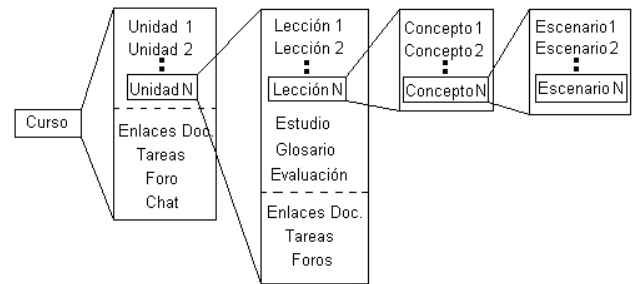 Curso
Unidad 1
Unidad 2
Unidad N
Enlaces Doc.
Tareas
Foro
Chat
Lección 1
Lección 2
Lección N
Estudio
Glosario
Evaluación
Enlaces Doc.
Tareas
Foros
Concepto 1
Concepto 2
Concepto N
Escenario 1
Escenario 2
Escenario N